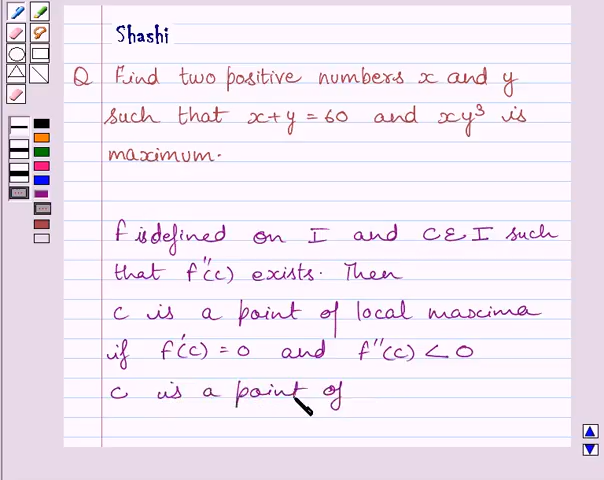 Shashi
Q Find two positive numbers x and y
such that x+y=60 and xy³ is
maximum.
f is defined on I and C ε I such
that f''(c) exists. Then
c is a point of local maxima
if f'(c) = 0 and f''(c) < 0
c is a point of